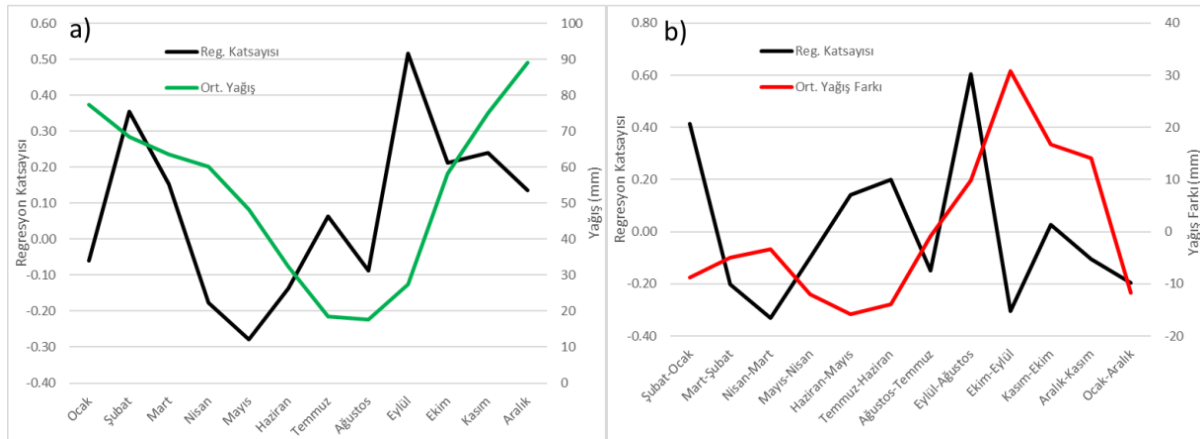 a)
Reg. Katsayısı
Ort. Yağış
Regresyon Katsayısı
0.60
0.50
0.40
0.30
0.20
0.10
0.00
-0.10
-0.20
-0.30
-0.40
Yağış (mm)
100
90
80
70
60
50
40
30
20
10
0
Ocak
Şubat
Mart
Nisan
Mayıs
Haziran
Temmuz
Ağustos
Eylül
Ekim
Kasım
Aralık
b)
Reg. Katsayısı
Ort. Yağış Farkı
Regresyon Katsayısı
0.80
0.60
0.40
0.20
0.00
-0.20
-0.40
Yağış Farkı (mm)
40
30
20
10
0
-10
-20
Şubat-Ocak
Mart-Şubat
Nisan-Mart
Mayıs-Nisan
Haziran-Mayıs
Temmuz-Haziran
Ağustos-Temmuz
Eylül-Ağustos
Ekim-Eylül
Kasım-Ekim
Aralık-Kasım
Ocak-Aralık